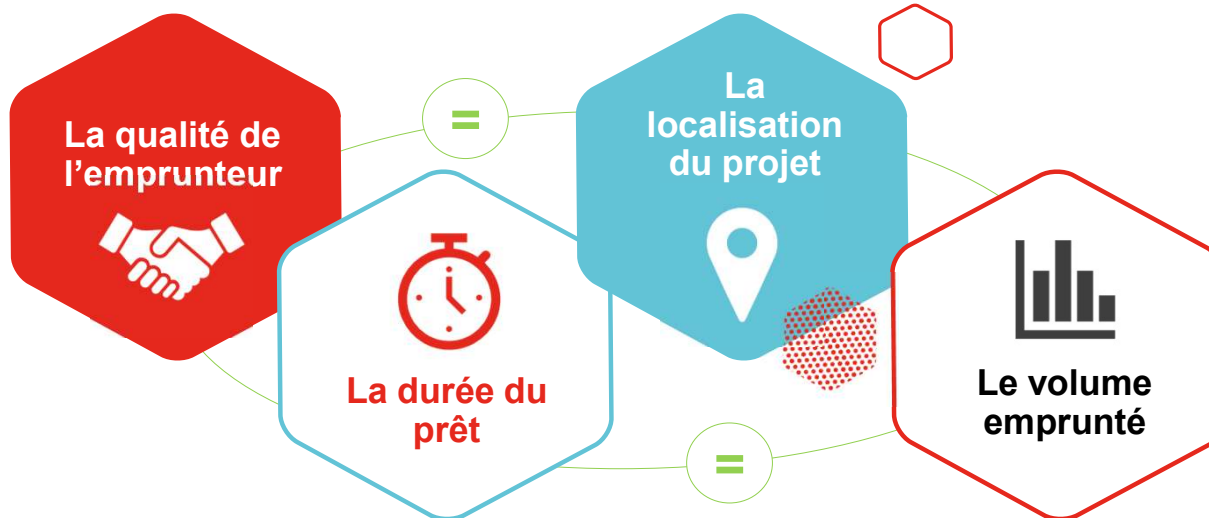 La qualité de
l’emprunteur
=
La durée du
prêt
La
localisation
du projet
=
Le volume
emprunté